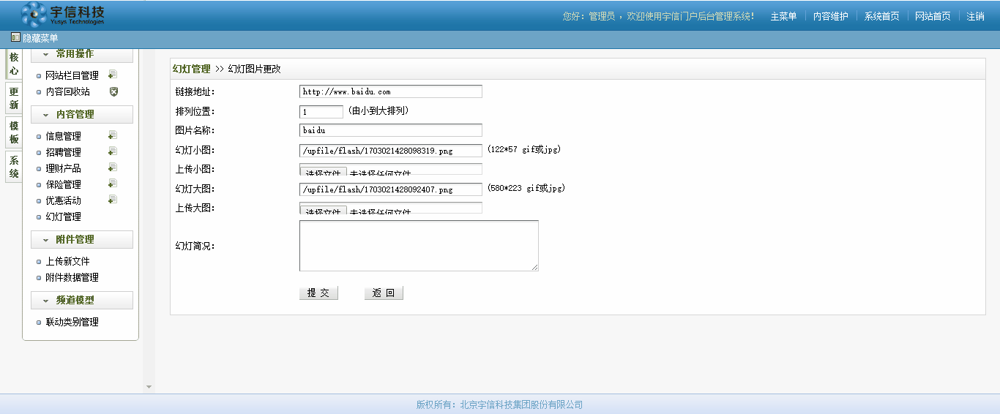 宇信科技
Yusys Technologies
您好：管理员 ，欢迎使用宇信门户后台管理系统！ 主菜单 内容维护 系统首页 网站首页 注销
隐藏菜单
核心
更新
模板
系统
常用操作
网站栏目管理
内容回收站
内容管理
信息管理
招聘管理
理财产品
保险管理
优惠活动
幻灯管理
附件管理
上传新文件
附件数据管理
频道模型
联动类别管理
幻灯管理 >> 幻灯图片更改
链接地址： http://www.baidu.com
排列位置： 1 (由小到大排列)
图片名称： baidu
幻灯小图： /upfile/flash/1703021428098319.png (122*57 gif或jpg)
上传小图： 选择文件 未选择任何文件
幻灯大图： /upfile/flash/1703021428092407.png (580*223 gif或jpg)
上传大图： 选择文件 未选择任何文件
幻灯简况：
提 交 返 回
版权所有：北京宇信科技集团股份有限公司